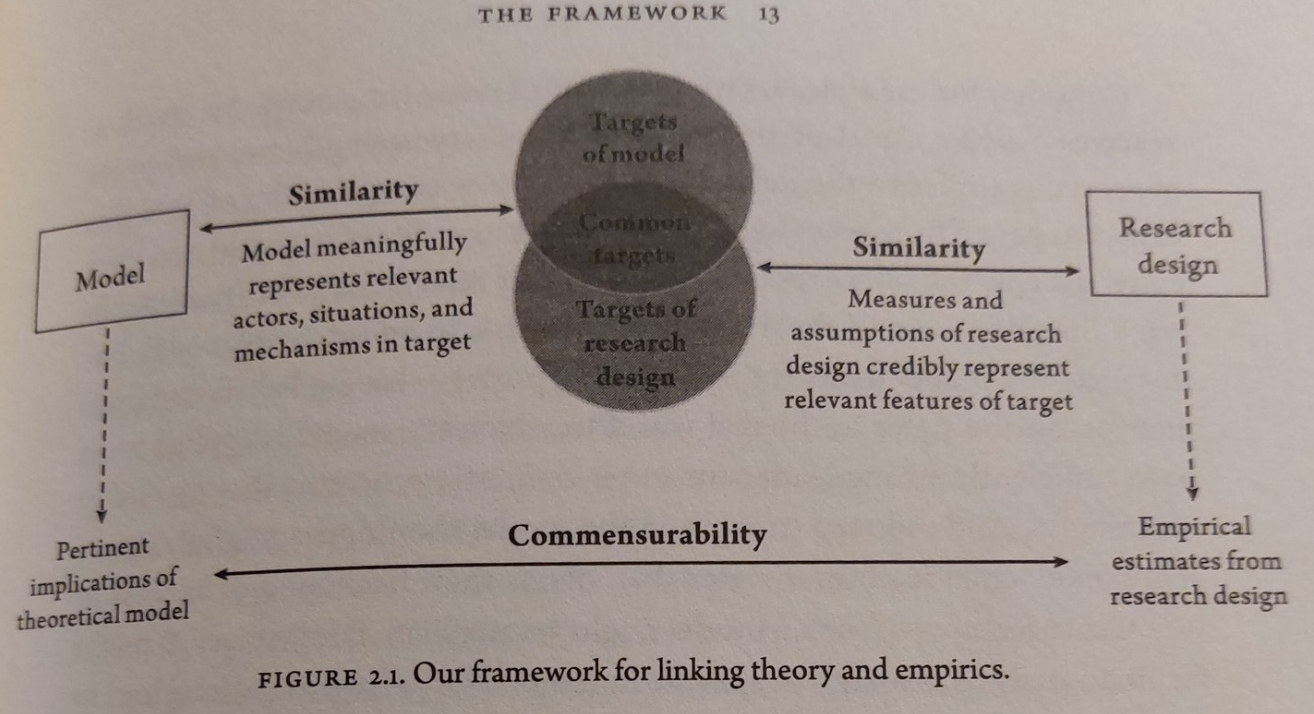 THE FRAMEWORK 13
Targets
of model
Common
targets
Targets of
research
design
Similarity
Model meaningfully
represents relevant
actors, situations, and
mechanisms in target
Model
Similarity
Measures and
assumptions of research
design credibly represent
relevant features of target
Research
design
Pertinent
implications of
theoretical model
Commensurability
Empirical
estimates from
research design
FIGURE 2.1. Our framework for linking theory and empirics.